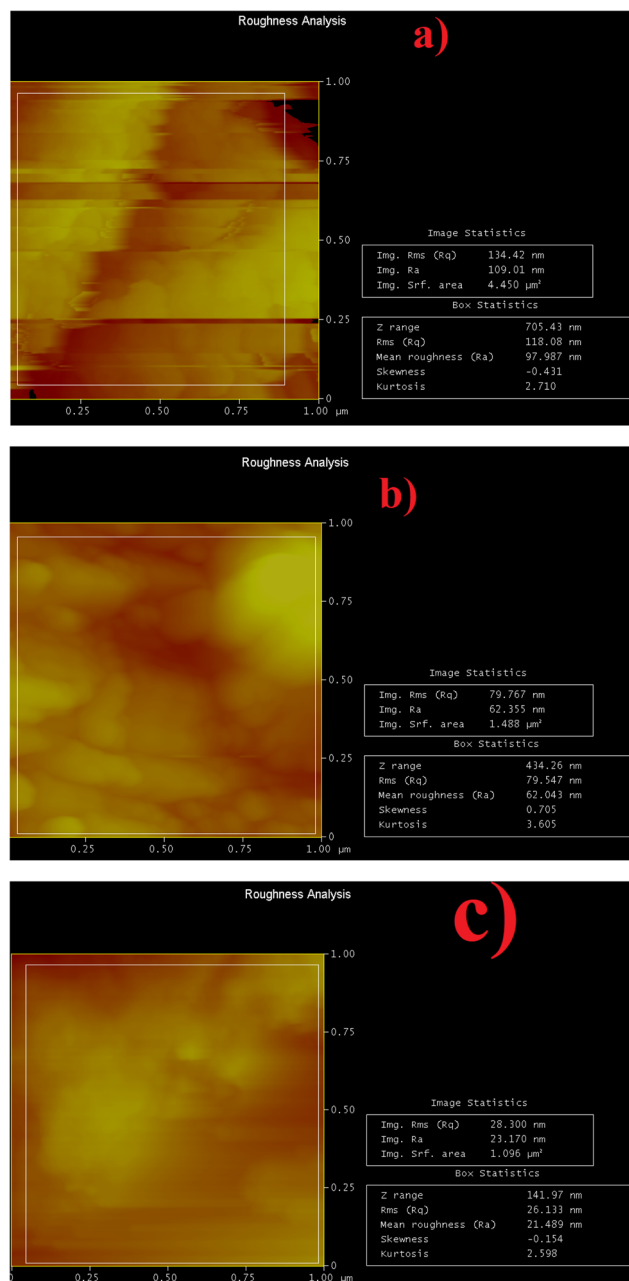 Roughness Analysis
a)
1.00
0.75
0.50
0.25
0
0.25 0.50 0.75 1.00 µm
Image Statistics
Img. Rms (Rq) 134.42 nm
Img. Ra 109.01 nm
Img. Srf. area 4.450 µm²
Box Statistics
Z range 705.43 nm
Rms (Rq) 118.08 nm
Mean roughness (Ra) 97.987 nm
Skewness -0.431
Kurtosis 2.710
Roughness Analysis
b)
1.00
0.75
0.50
0.25
0
0.25 0.50 0.75 1.00 µm
Image Statistics
Img. Rms (Rq) 79.767 nm
Img. Ra 62.355 nm
Img. Srf. area 1.488 µm²
Box Statistics
Z range 434.26 nm
Rms (Rq) 79.547 nm
Mean roughness (Ra) 62.043 nm
Skewness 0.705
Kurtosis 3.605
Roughness Analysis
c)
1.00
0.75
0.50
0.25
0
0 0.25 0.50 0.75 1.00 µm
Image Statistics
Img. Rms (Rq) 28.300 nm
Img. Ra 23.170 nm
Img. Srf. area 1.096 µm²
Box Statistics
Z range 141.97 nm
Rms (Rq) 26.133 nm
Mean roughness (Ra) 21.489 nm
Skewness -0.154
Kurtosis 2.598